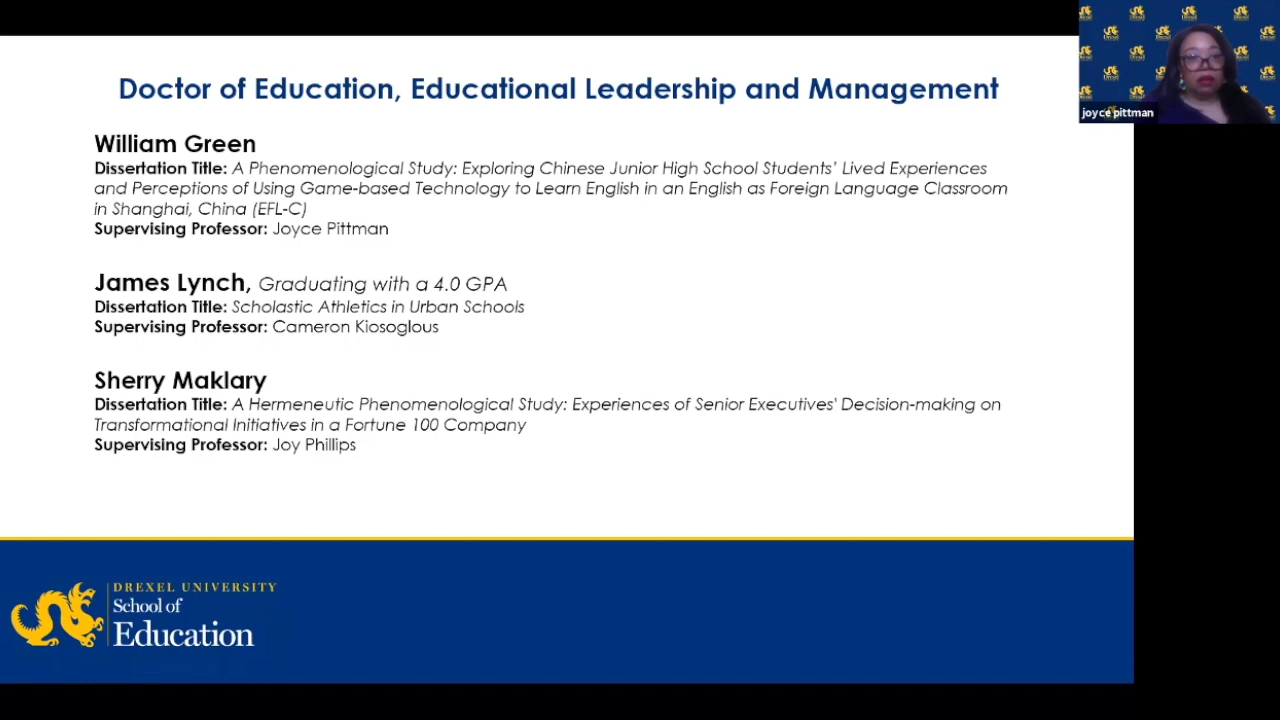 Doctor of Education, Educational Leadership and Management
joyce pittman
William Green
Dissertation Title: A Phenomenological Study: Exploring Chinese Junior High School Students' Lived Experiences
and Perceptions of Using Game-based Technology to Learn English in an English as Foreign Language Classroom
in Shanghai, China (EFL-C)
Supervising Professor: Joyce Pittman
James Lynch, Graduating with a 4.0 GPA
Dissertation Title: Scholastic Athletics in Urban Schools
Supervising Professor: Cameron Kiosoglous
Sherry Maklary
Dissertation Title: A Hermeneutic Phenomenological Study: Experiences of Senior Executives' Decision-making on
Transformational Initiatives in a Fortune 100 Company
Supervising Professor: Joy Phillips
DREXEL UNIVERSITY
School of
Education